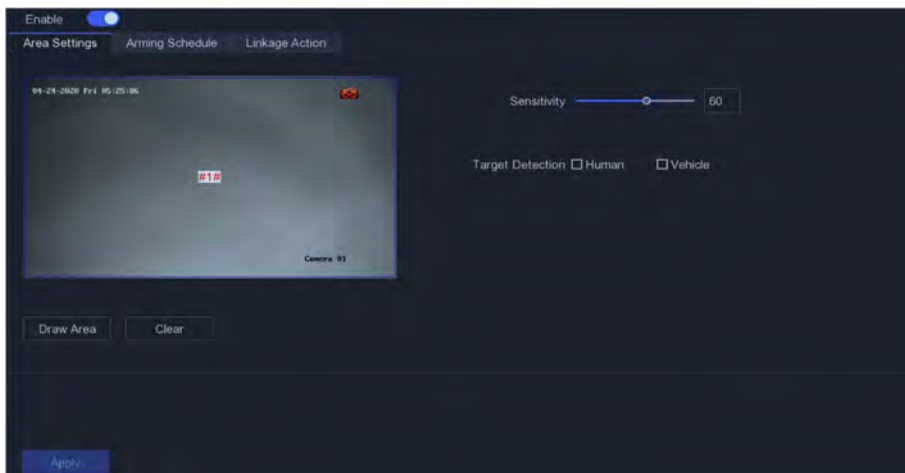 Enable
Area Settings Arming Schedule Linkage Action
04-24-2020 Fri 05:25:06
#1#
Camera 01
Sensitivity 60
Target Detection Human Vehicle
Draw Area Clear
Apply